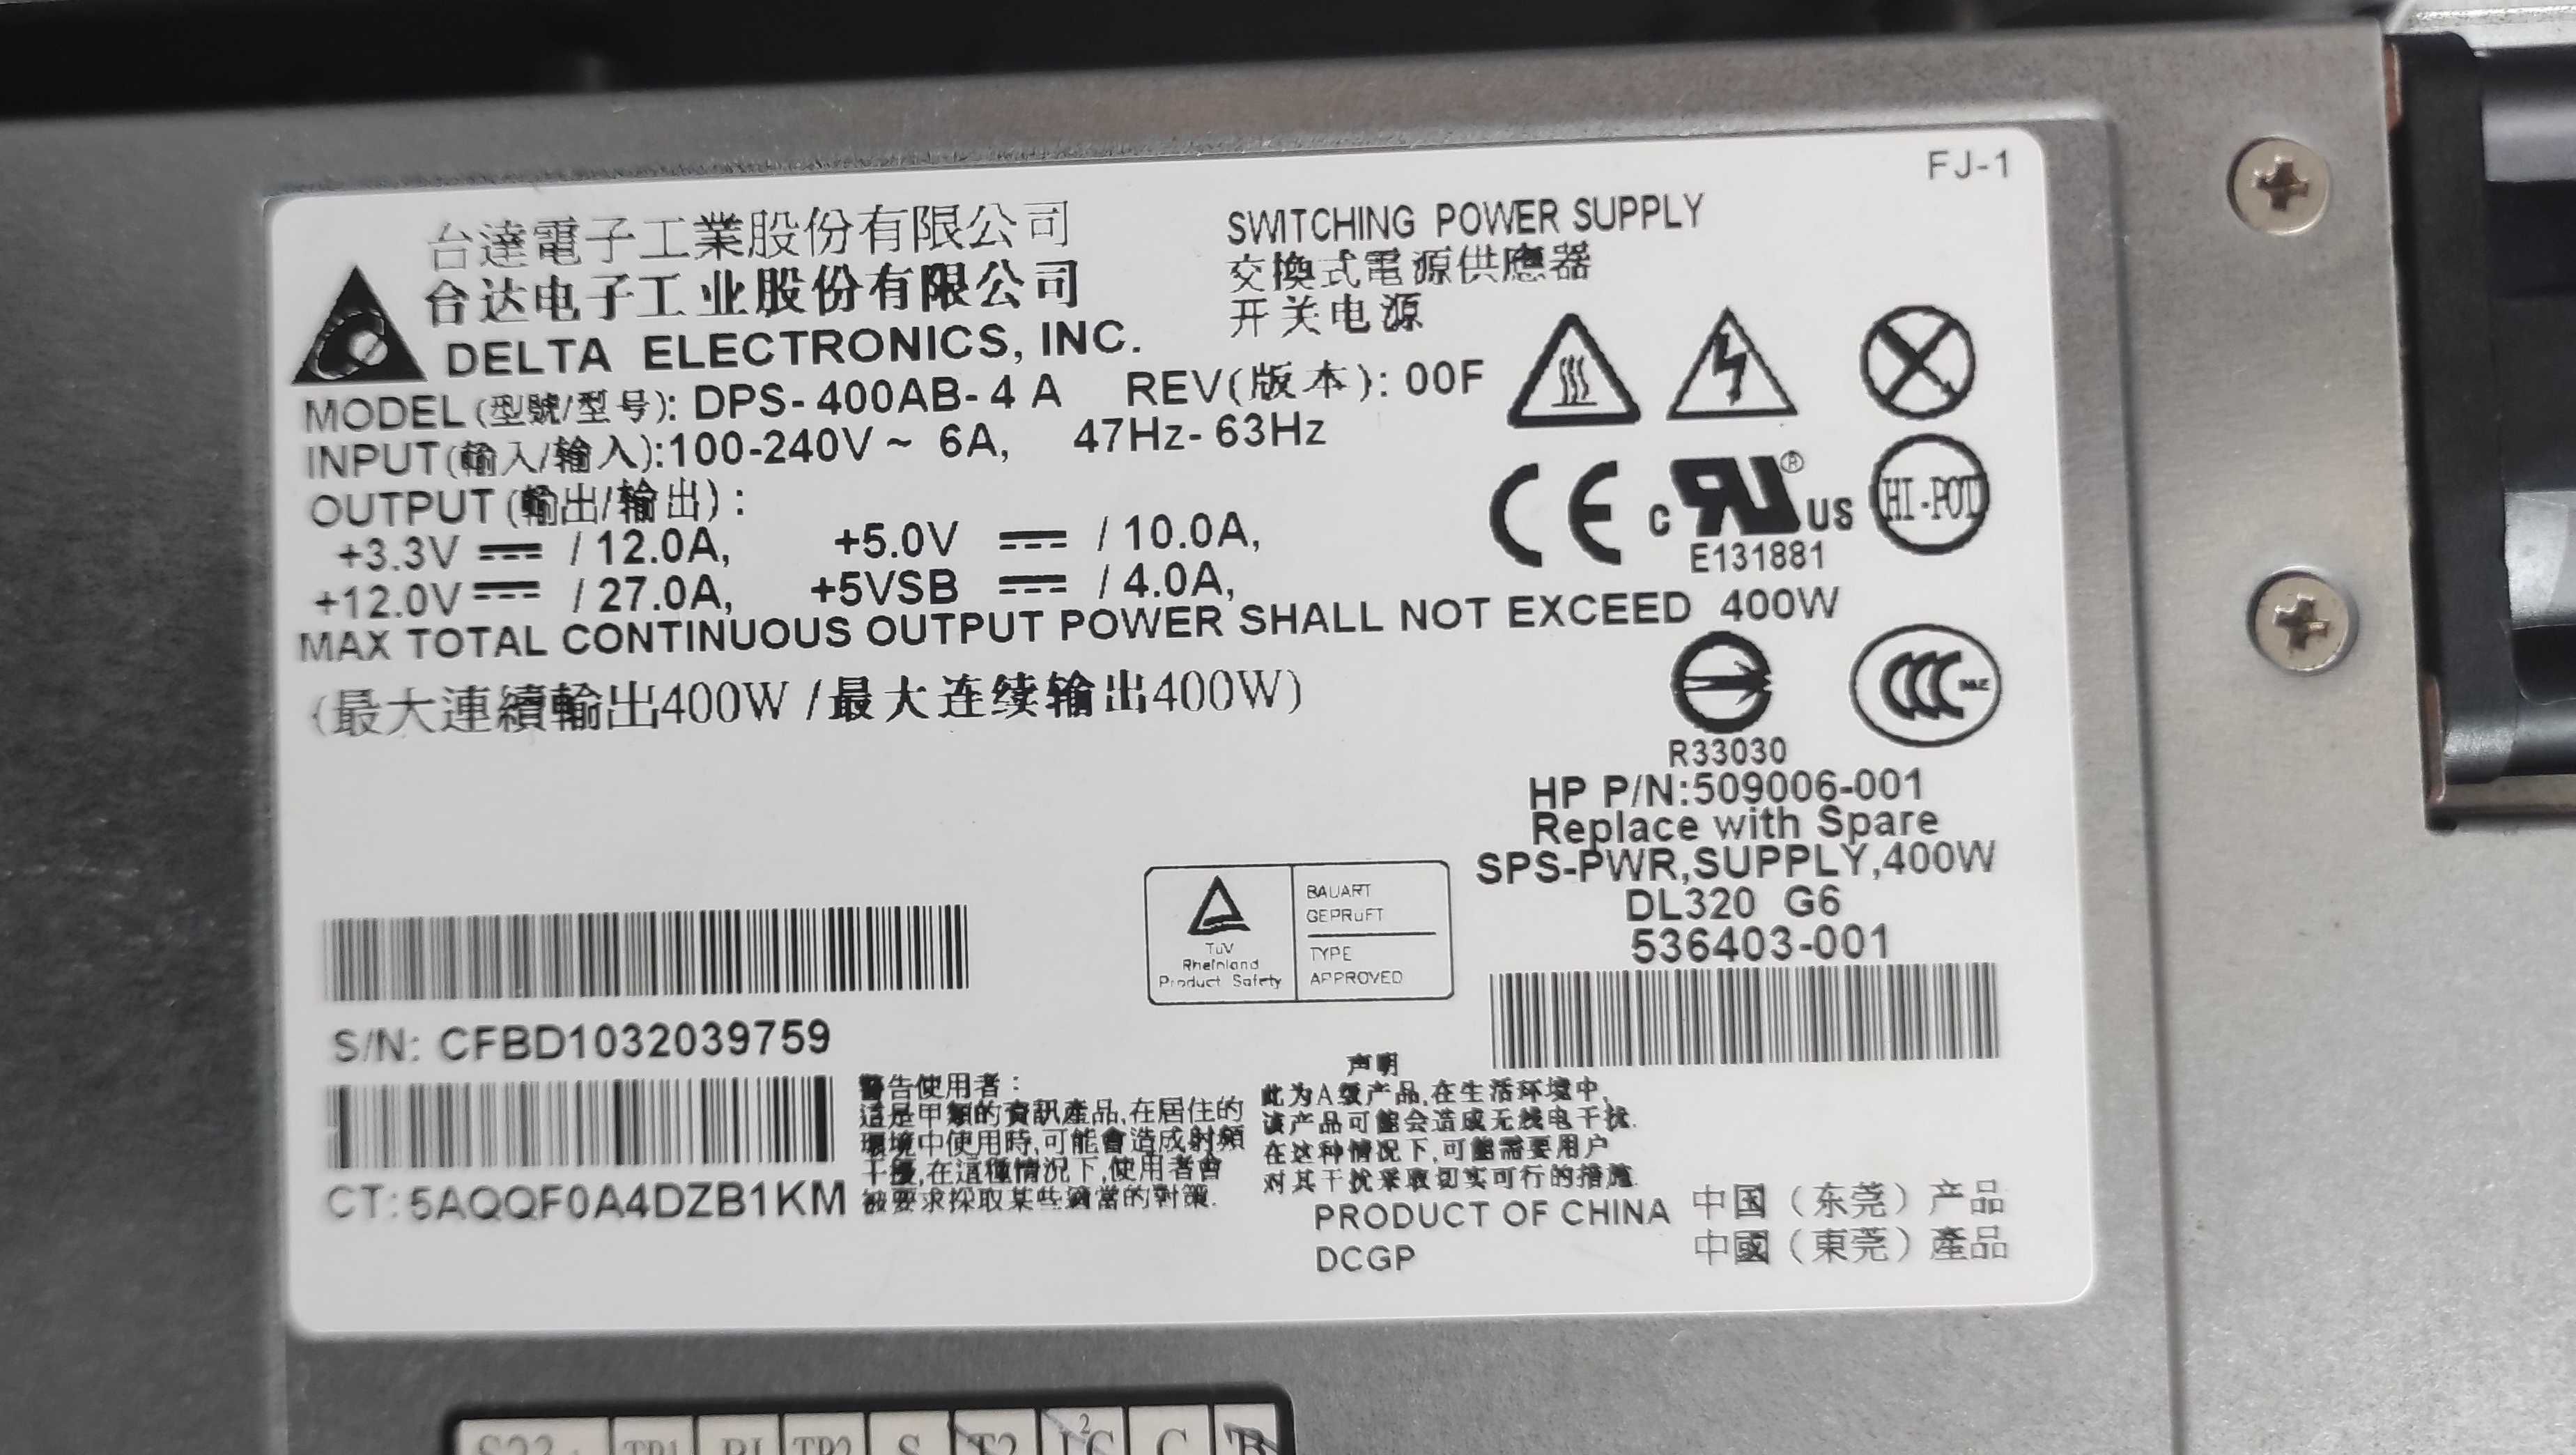 FJ-1
台達電子工業股份有限公司
台达电子工业股份有限公司
DELTA ELECTRONICS, INC.
SWITCHING POWER SUPPLY
交換式電源供應器
开关电源
MODEL(型號/型号): DPS-400AB-4 A REV(版本): 00F
INPUT(輸入/输入):100-240V ~ 6A, 47Hz-63Hz
OUTPUT(輸出/输出):
+3.3V ⎓ / 12.0A, +5.0V ⎓ / 10.0A,
+12.0V ⎓ / 27.0A, +5VSB ⎓ / 4.0A,
MAX TOTAL CONTINUOUS OUTPUT POWER SHALL NOT EXCEED 400W
(最大連續輸出400W /最大连续输出400W)
CE
c RU ® US
E131881
HI-POT
CCC S&E
R33030
HP P/N:509006-001
Replace with Spare
SPS-PWR,SUPPLY,400W
DL320 G6
536403-001
TüV
Rheinland
Product Safety
BAUART
GEPRüFT
TYPE
APPROVED
S/N: CFBD1032039759
CT: 5AQQF0A4DZB1KM
警告使用者:
這是甲類的資訊產品,在居住的
環境中使用時,可能會造成射頻
干擾,在這種情況下,使用者會
被要求採取某些適當的對策.
声明
此为A级产品,在生活环境中,
该产品可能会造成无线电干扰.
在这种情况下,可能需要用户
对其干扰采取切实可行的措施.
PRODUCT OF CHINA
DCGP
中国(东莞)产品
中國(東莞)產品
TP1 TP2 S T2 C